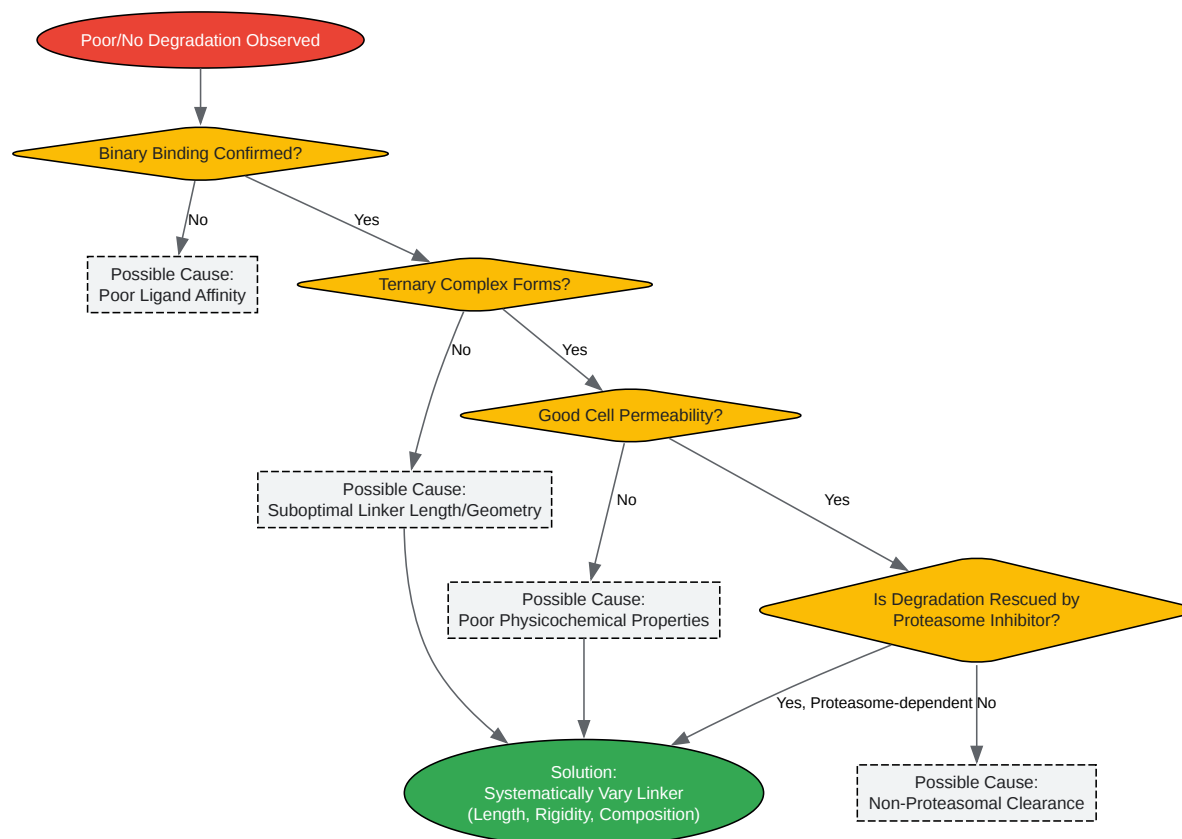 Poor/No Degradation Observed
Binary Binding Confirmed?
No
Yes
Possible Cause:
Poor Ligand Affinity
Ternary Complex Forms?
No
Yes
Good Cell Permeability?
Possible Cause:
Suboptimal Linker Length/Geometry
No
Yes
Possible Cause:
Poor Physicochemical Properties
Is Degradation Rescued by
Proteasome Inhibitor?
Yes, Proteasome-dependent
No
Solution:
Systematically Vary Linker
(Length, Rigidity, Composition)
Possible Cause:
Non-Proteasomal Clearance